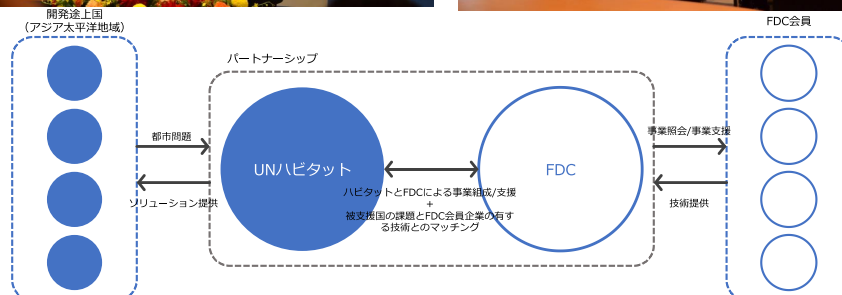 開発途上国
（アジア太平洋地域）
FDC会員
パートナーシップ
都市問題
ソリューション提供
UNハビタット
FDC
ハビタットとFDCによる事業組成/支援
+
被支援国の課題とFDC会員企業の有す
る技術とのマッチング
事業照会/事業支援
技術提供